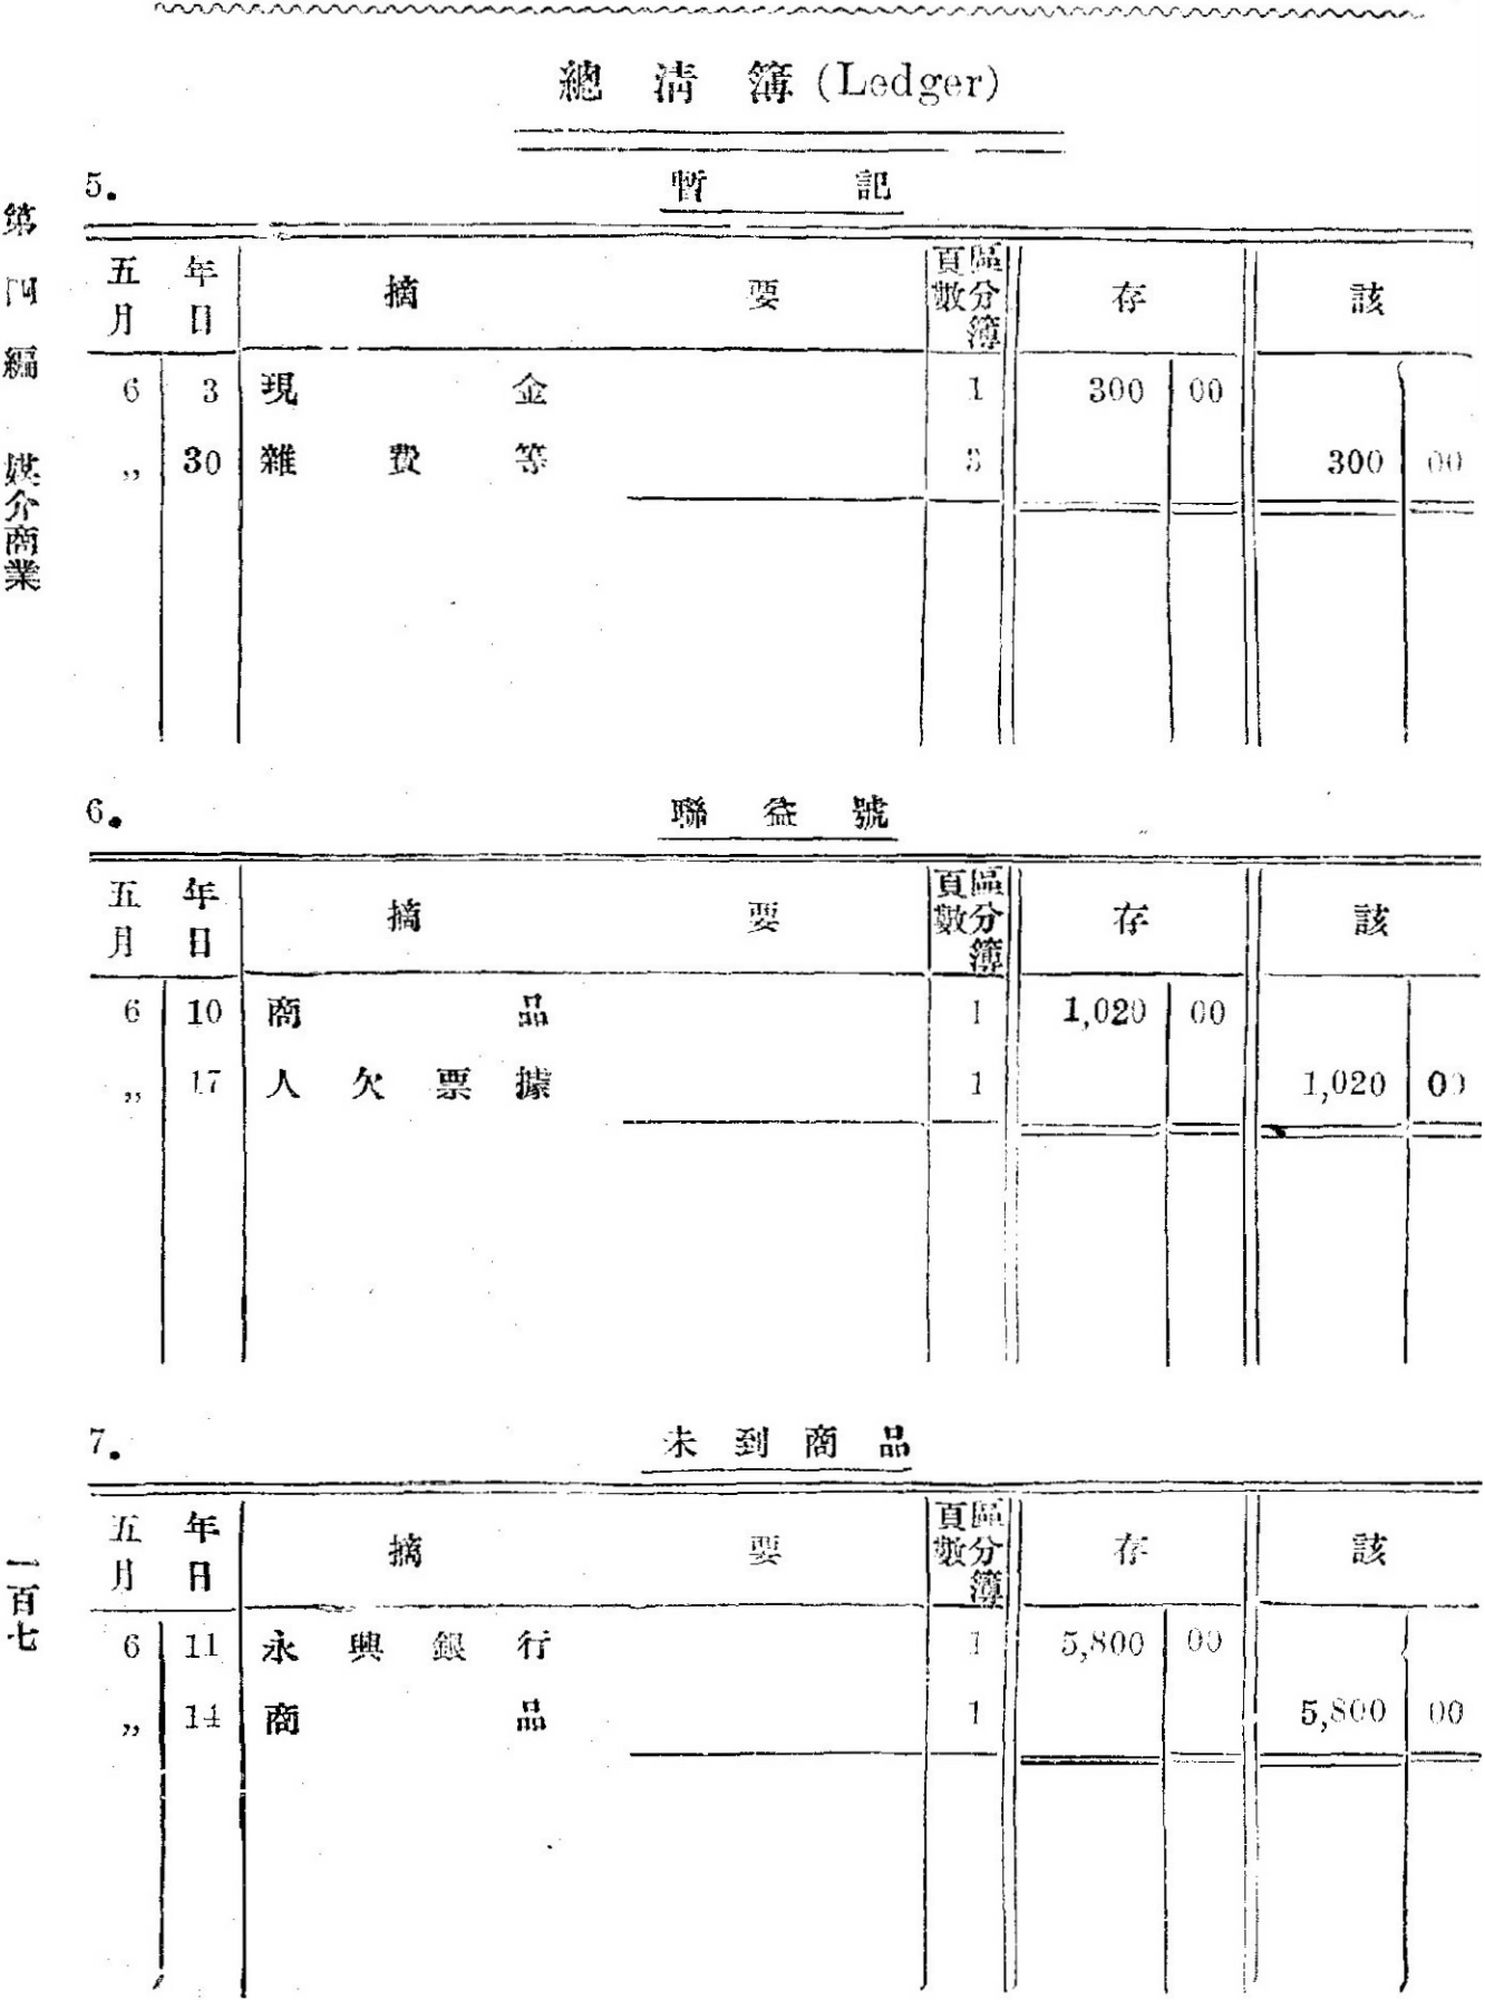 總清簿 (Ledger)
5. 暫記
五年 摘要 區分簿頁數 存 該
月日
6 3 現金 1 300 00
„ 30 雜費等 3 300 00
6. 聯益號
五年 摘要 區分簿頁數 存 該
月日
6 10 商品 1 1,020 00
„ 17 人欠票據 1 1,020 00
7. 未到商品
五年 摘要 區分簿頁數 存 該
月日
6 11 永興銀行 1 5,800 00
„ 14 商品 1 5,800 00
第四編 媒介商業
一百七